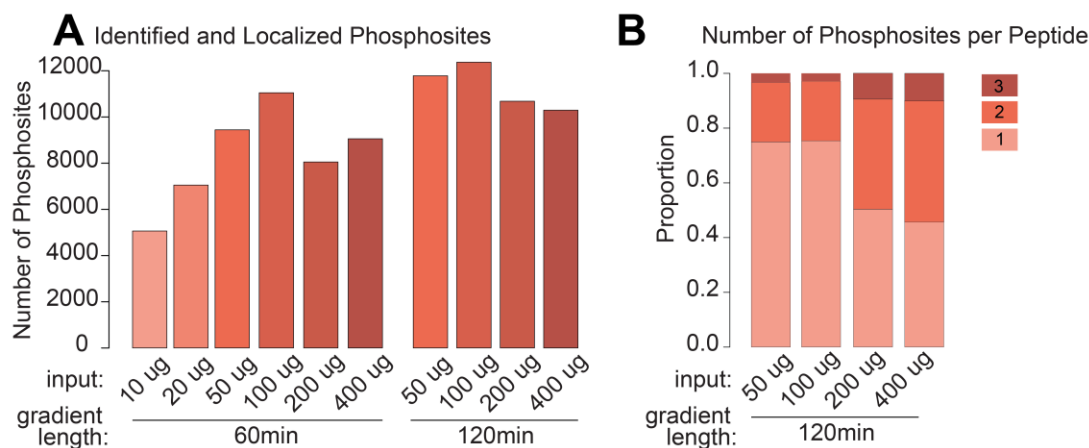 A Identified and Localized Phosphosites
Number of Phosphosites
12000
10000
8000
6000
4000
2000
0
input: 10 ug 20 ug 50 ug 100 ug 200 ug 400 ug 50 ug 100 ug 200 ug 400 ug
gradient
length: 60min 120min
B Number of Phosphosites per Peptide
Proportion
1.0
0.8
0.6
0.4
0.2
0.0
3
2
1
input: 50 ug 100 ug 200 ug 400 ug
gradient
length: 120min